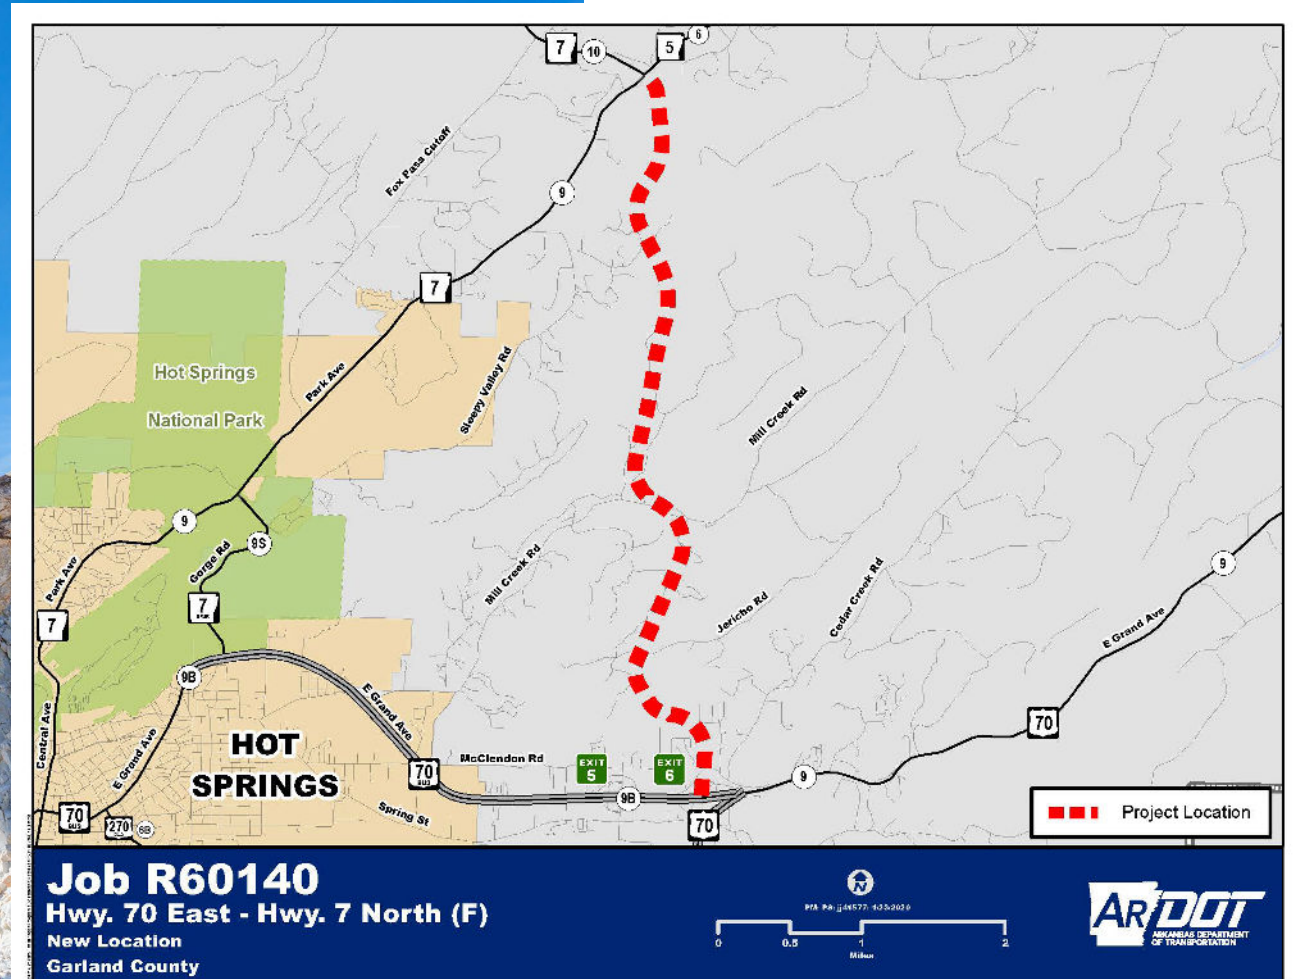 7
10
5
6
Fox Pass Cutoff
9
7
Hot Springs
National Park
Park Ave
Sleepy Valley Rd
Mill Creek Rd
9
9S
Gorge Rd
Park Ave
7
7
Mill Creek Rd
Jericho Rd
Cedar Creek Rd
9
E Grand Ave
9B
E Grand Ave
Central Ave
E Grand Ave
HOT
SPRINGS
McClendon Rd
70
BUS
Spring St
EXIT
5
EXIT
6
9B
9
70
70
70
BUS
270
6B
Project Location
Job R60140
Hwy. 70 East - Hwy. 7 North (F)
New Location
Garland County
N
0
0.5
1
2
Miles
ARDOT
ARKANSAS DEPARTMENT
OF TRANSPORTATION